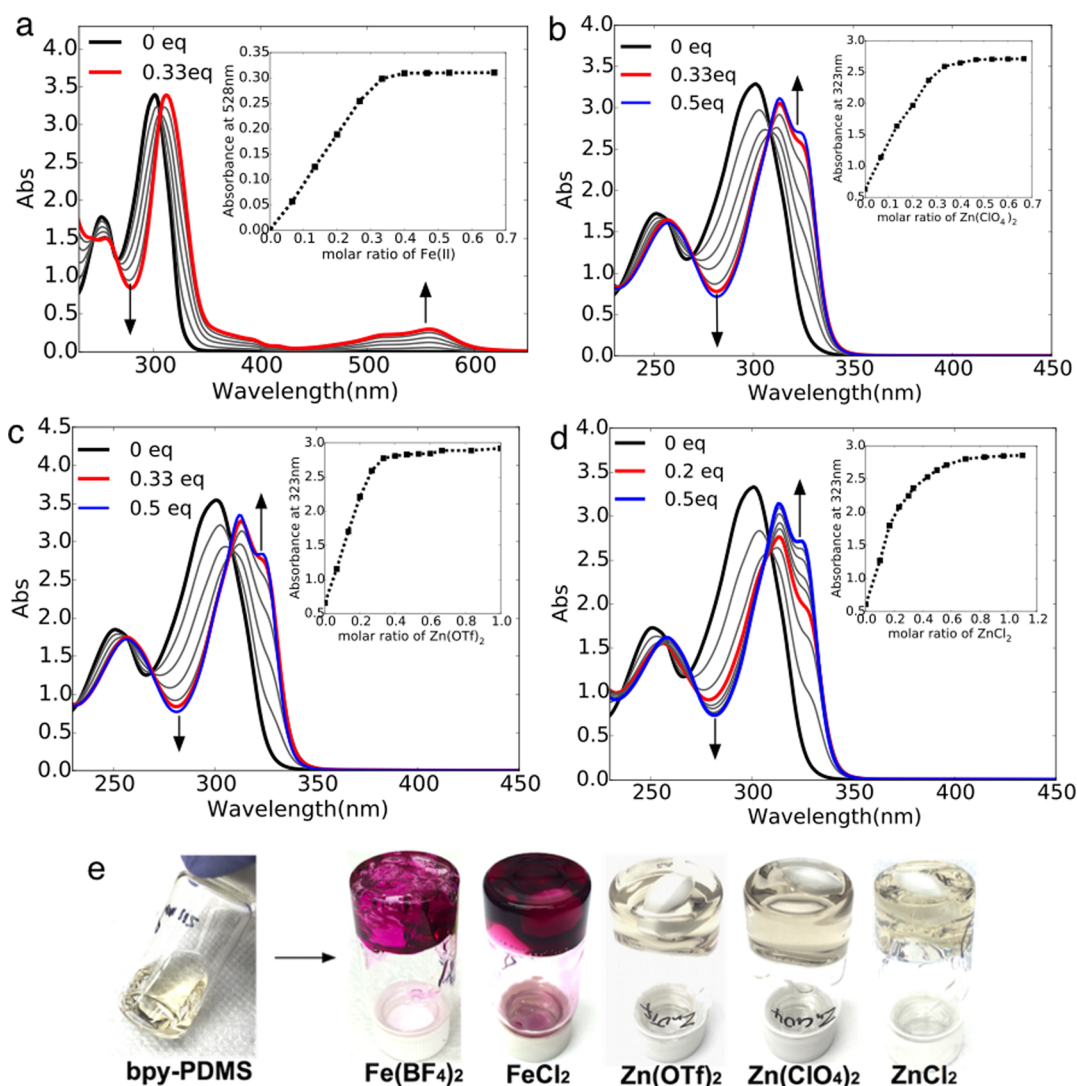 a
4.0
3.5
3.0
2.5
2.0
1.5
1.0
0.5
0.0
Abs
300
400
500
600
Wavelength(nm)
0 eq
0.33eq
0.35
0.30
0.25
0.20
0.15
0.10
0.05
0.00
Absorbance at 528nm
0.0 0.1 0.2 0.3 0.4 0.5 0.6 0.7
molar ratio of Fe(II)
b
4.0
3.5
3.0
2.5
2.0
1.5
1.0
0.5
0.0
Abs
250 300 350 400 450
Wavelength(nm)
0 eq
0.33eq
0.5eq
3.0
2.5
2.0
1.5
1.0
0.5
Absorbance at 323nm
0.0 0.1 0.2 0.3 0.4 0.5 0.6 0.7
molar ratio of Zn(ClO4)2
c
4.5
4.0
3.5
3.0
2.5
2.0
1.5
1.0
0.5
0.0
Abs
250 300 350 400 450
Wavelength(nm)
0 eq
0.33 eq
0.5 eq
3.0
2.5
2.0
1.5
1.0
0.5
Absorbance at 323nm
0.0 0.2 0.4 0.6 0.8 1.0
molar ratio of Zn(OTf)2
d
4.0
3.5
3.0
2.5
2.0
1.5
1.0
0.5
0.0
Abs
250 300 350 400 450
Wavelength(nm)
0 eq
0.2 eq
0.5eq
3.0
2.5
2.0
1.5
1.0
0.5
Absorbance at 323nm
0.0 0.2 0.4 0.6 0.8 1.0 1.2
molar ratio of ZnCl2
e
ZnOTf
ZnClO4
bpy-PDMS
Fe(BF4)2
FeCl2
Zn(OTf)2
Zn(ClO4)2
ZnCl2